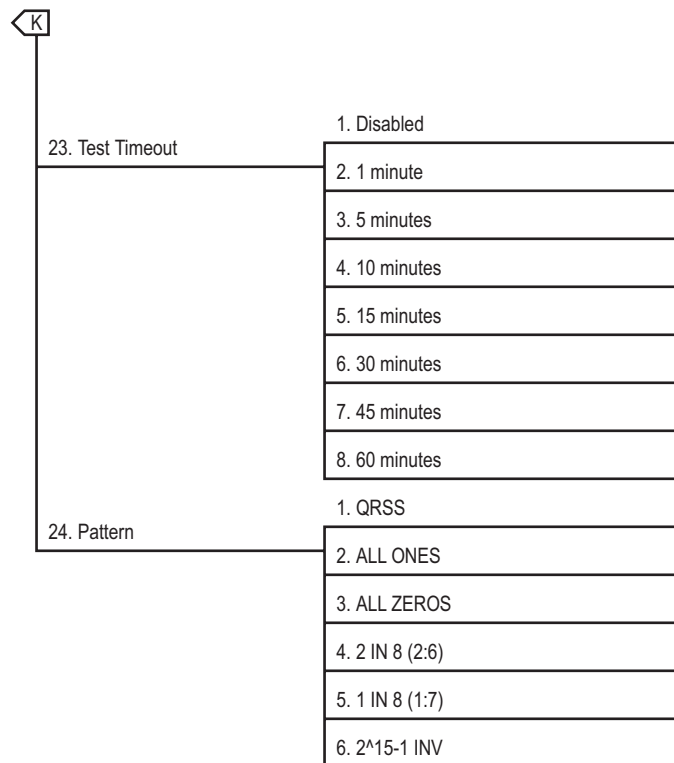 K
23. Test Timeout
1. Disabled
2. 1 minute
3. 5 minutes
4. 10 minutes
5. 15 minutes
6. 30 minutes
7. 45 minutes
8. 60 minutes
24. Pattern
1. QRSS
2. ALL ONES
3. ALL ZEROS
4. 2 IN 8 (2:6)
5. 1 IN 8 (1:7)
6. 2^15-1 INV